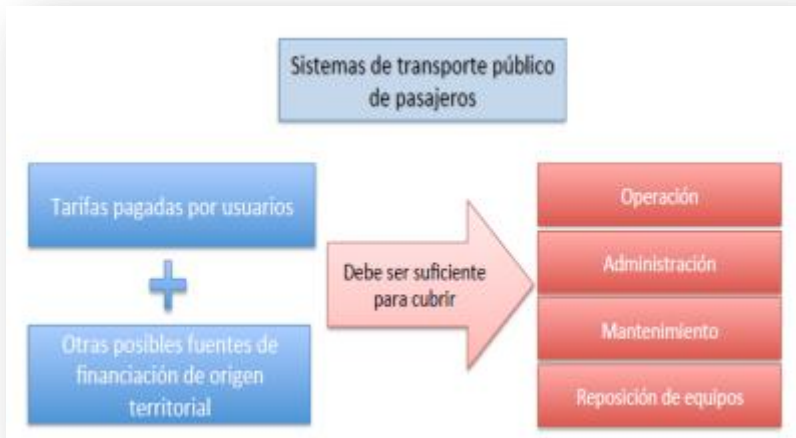 Sistemas de transporte público
de pasajeros
Tarifas pagadas por usuarios
Otras posibles fuentes de
financiación de origen
territorial
Debe ser suficiente
para cubrir
Operación
Administración
Mantenimiento
Reposición de equipos